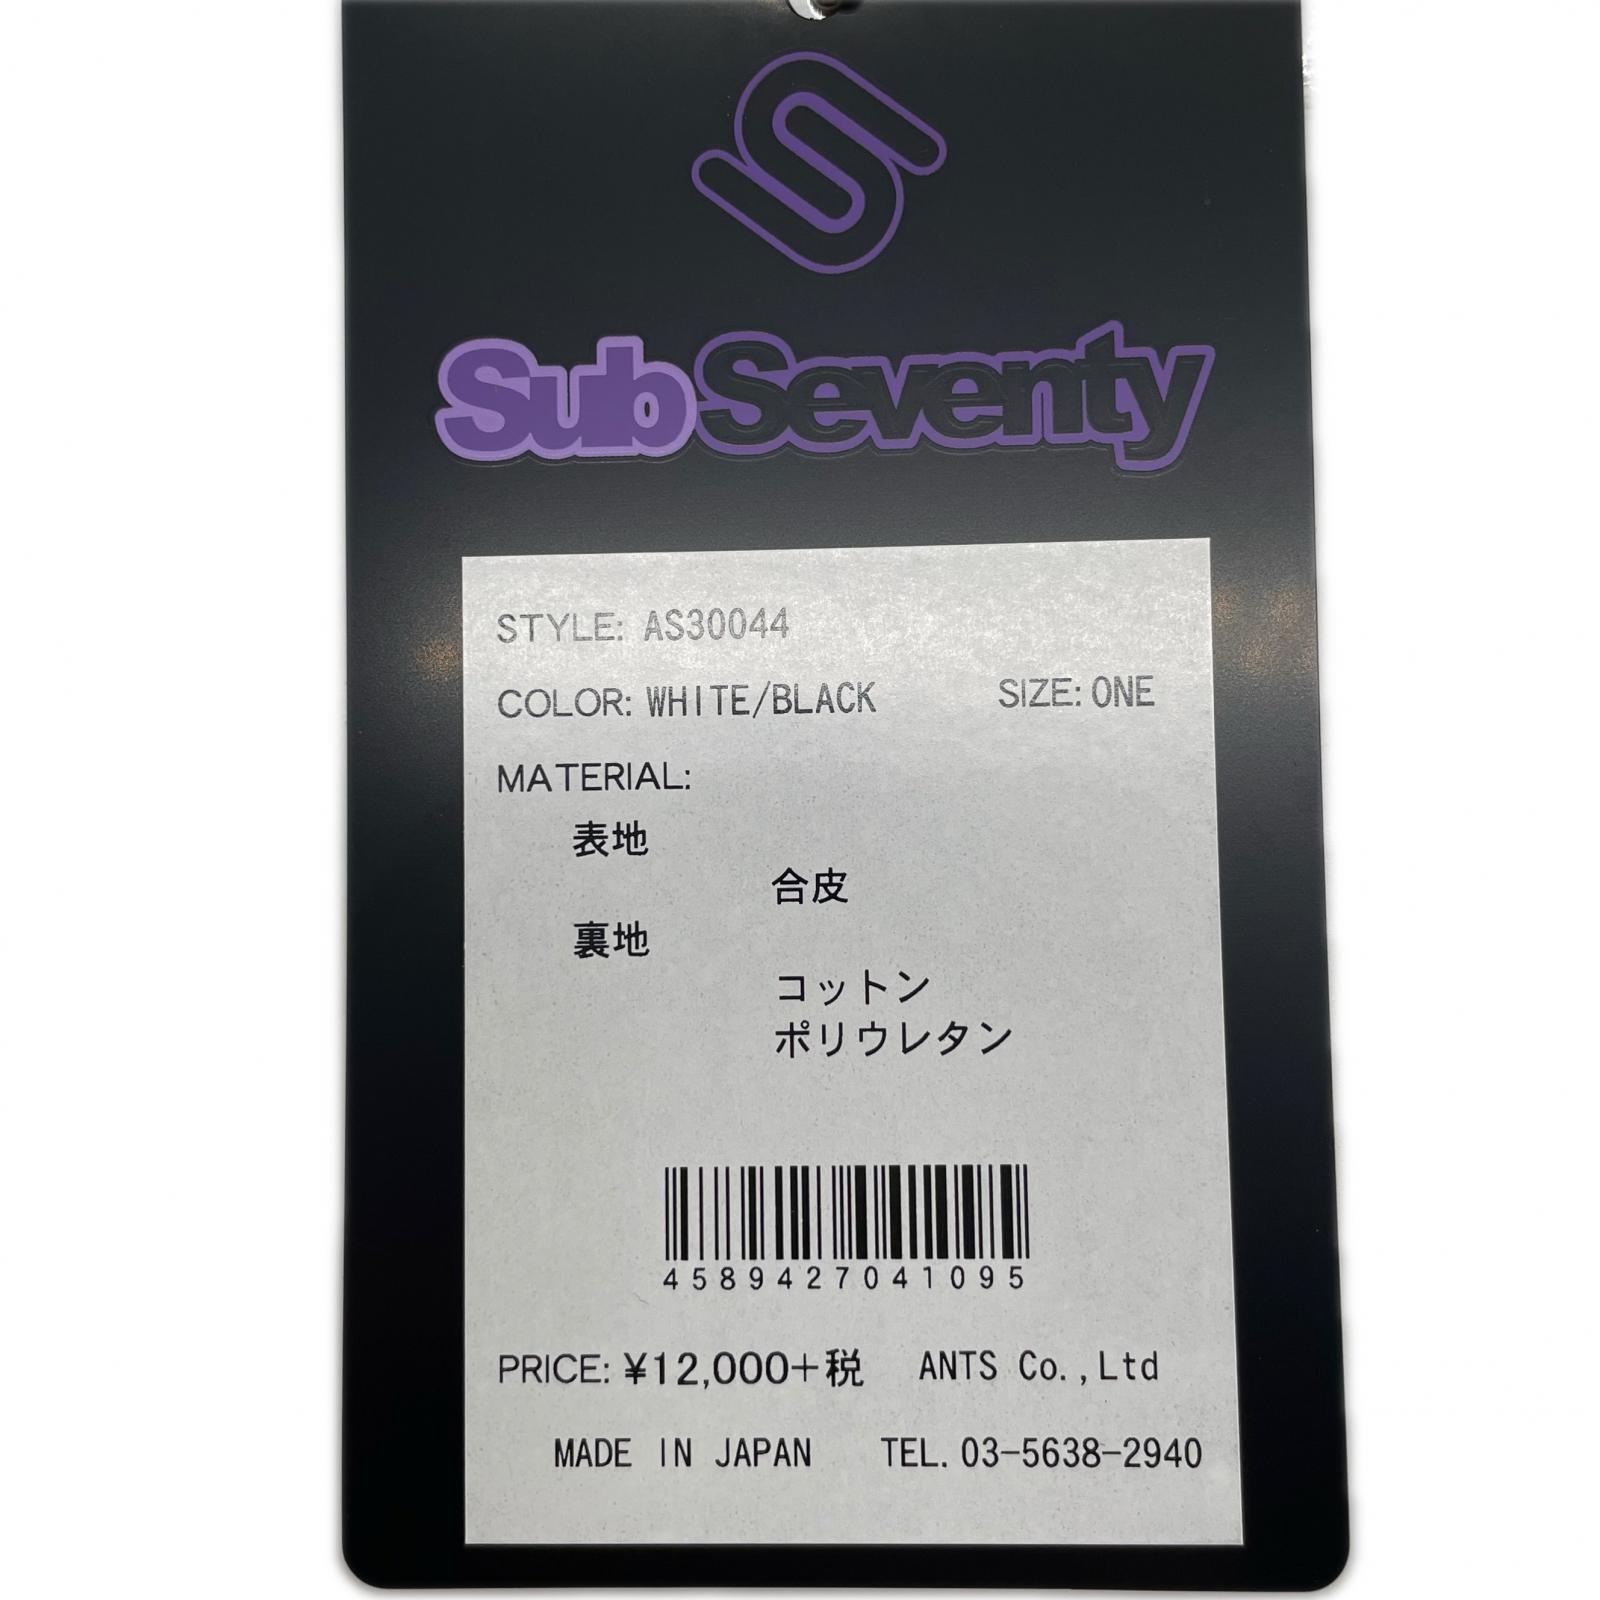 Sub Seventy
STYLE: AS30044
COLOR: WHITE/BLACK SIZE: ONE
MATERIAL:
表地
合皮
裏地
コットン
ポリウレタン
4589427041095
PRICE: ¥12,000+税 ANTS Co.,Ltd
MADE IN JAPAN TEL. 03-5638-2940